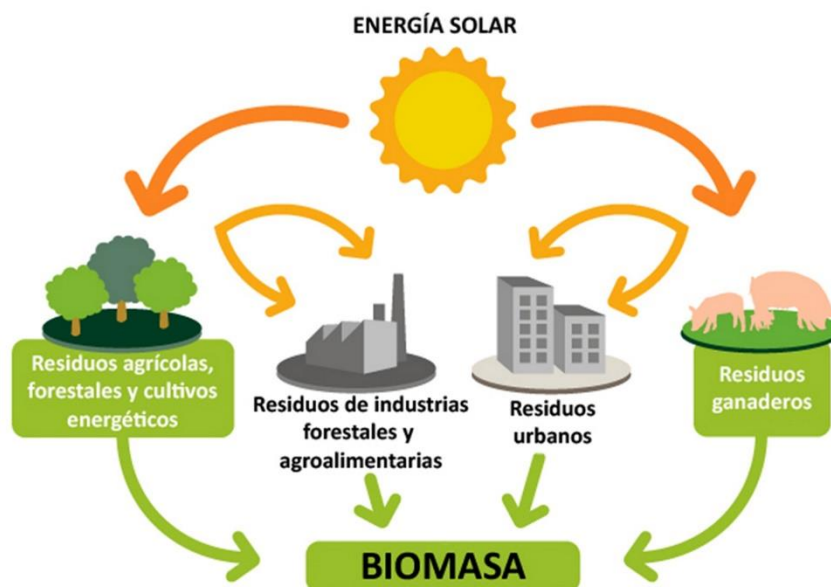 ENERGÍA SOLAR
Residuos agrícolas,
forestales y cultivos
energéticos
Residuos de industrias
forestales y
agroalimentarias
Residuos
urbanos
Residuos
ganaderos
BIOMASA